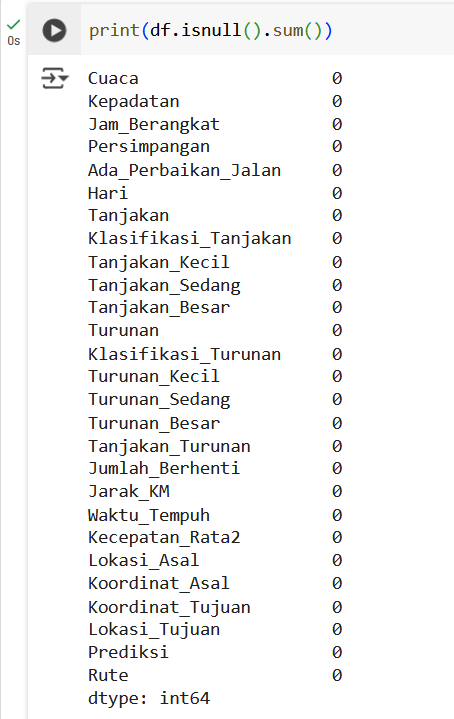 print(df.isnull().sum())
0s
Cuaca 0
Kepadatan 0
Jam_Berangkat 0
Persimpangan 0
Ada_Perbaikan_Jalan 0
Hari 0
Tanjakan 0
Klasifikasi_Tanjakan 0
Tanjakan_Kecil 0
Tanjakan_Sedang 0
Tanjakan_Besar 0
Turunan 0
Klasifikasi_Turunan 0
Turunan_Kecil 0
Turunan_Sedang 0
Turunan_Besar 0
Tanjakan_Turunan 0
Jumlah_Berhenti 0
Jarak_KM 0
Waktu_Tempuh 0
Kecepatan_Rata2 0
Lokasi_Asal 0
Koordinat_Asal 0
Koordinat_Tujuan 0
Lokasi_Tujuan 0
Prediksi 0
Rute 0
dtype: int64